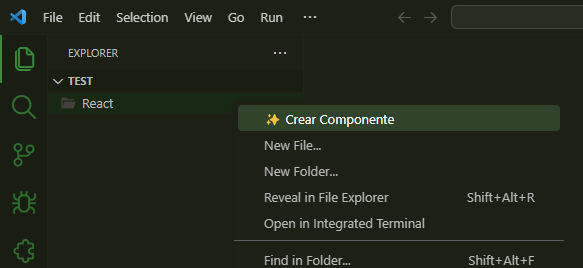 File Edit Selection View Go Run ···
EXPLORER ···
TEST
React
✨ Crear Componente
New File...
New Folder...
Reveal in File Explorer Shift+Alt+R
Open in Integrated Terminal
Find in Folder... Shift+Alt+F